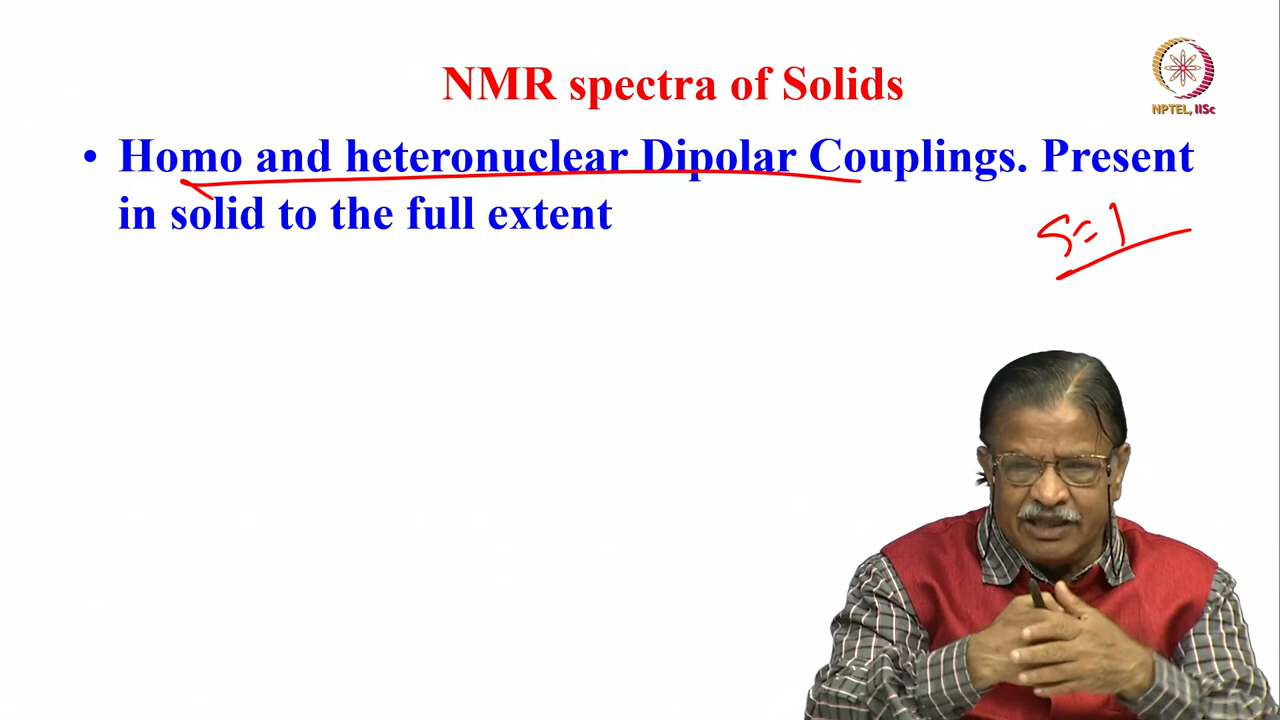 NMR spectra of Solids
NPTEL, IISc
• Homo and heteronuclear Dipolar Couplings. Present
in solid to the full extent
S=1